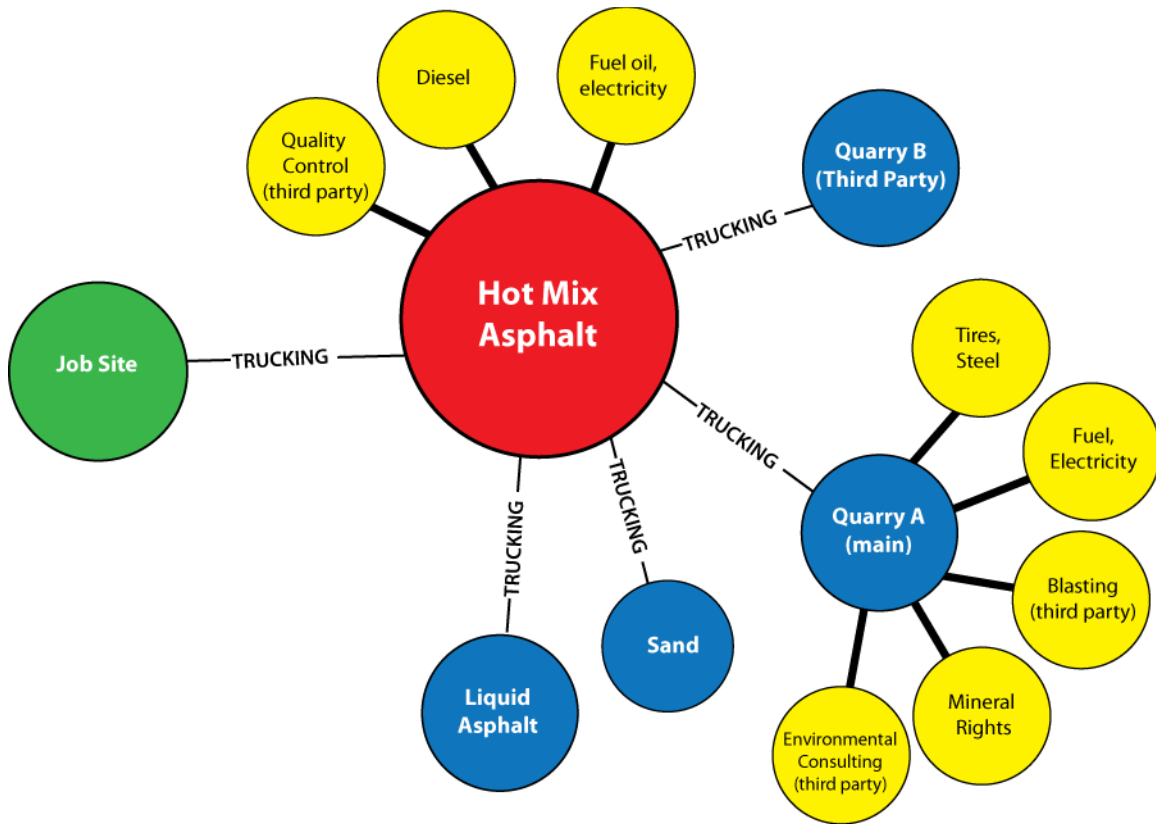 Diesel
Fuel oil,
electricity
Quality
Control
(third party)
Quarry B
(Third Party)
TRUCKING
Hot Mix
Asphalt
Job Site
TRUCKING
Tires,
Steel
TRUCKING
Fuel,
Electricity
Quarry A
(main)
TRUCKING
TRUCKING
Blasting
(third party)
Sand
Liquid
Asphalt
Mineral
Rights
Environmental
Consulting
(third party)